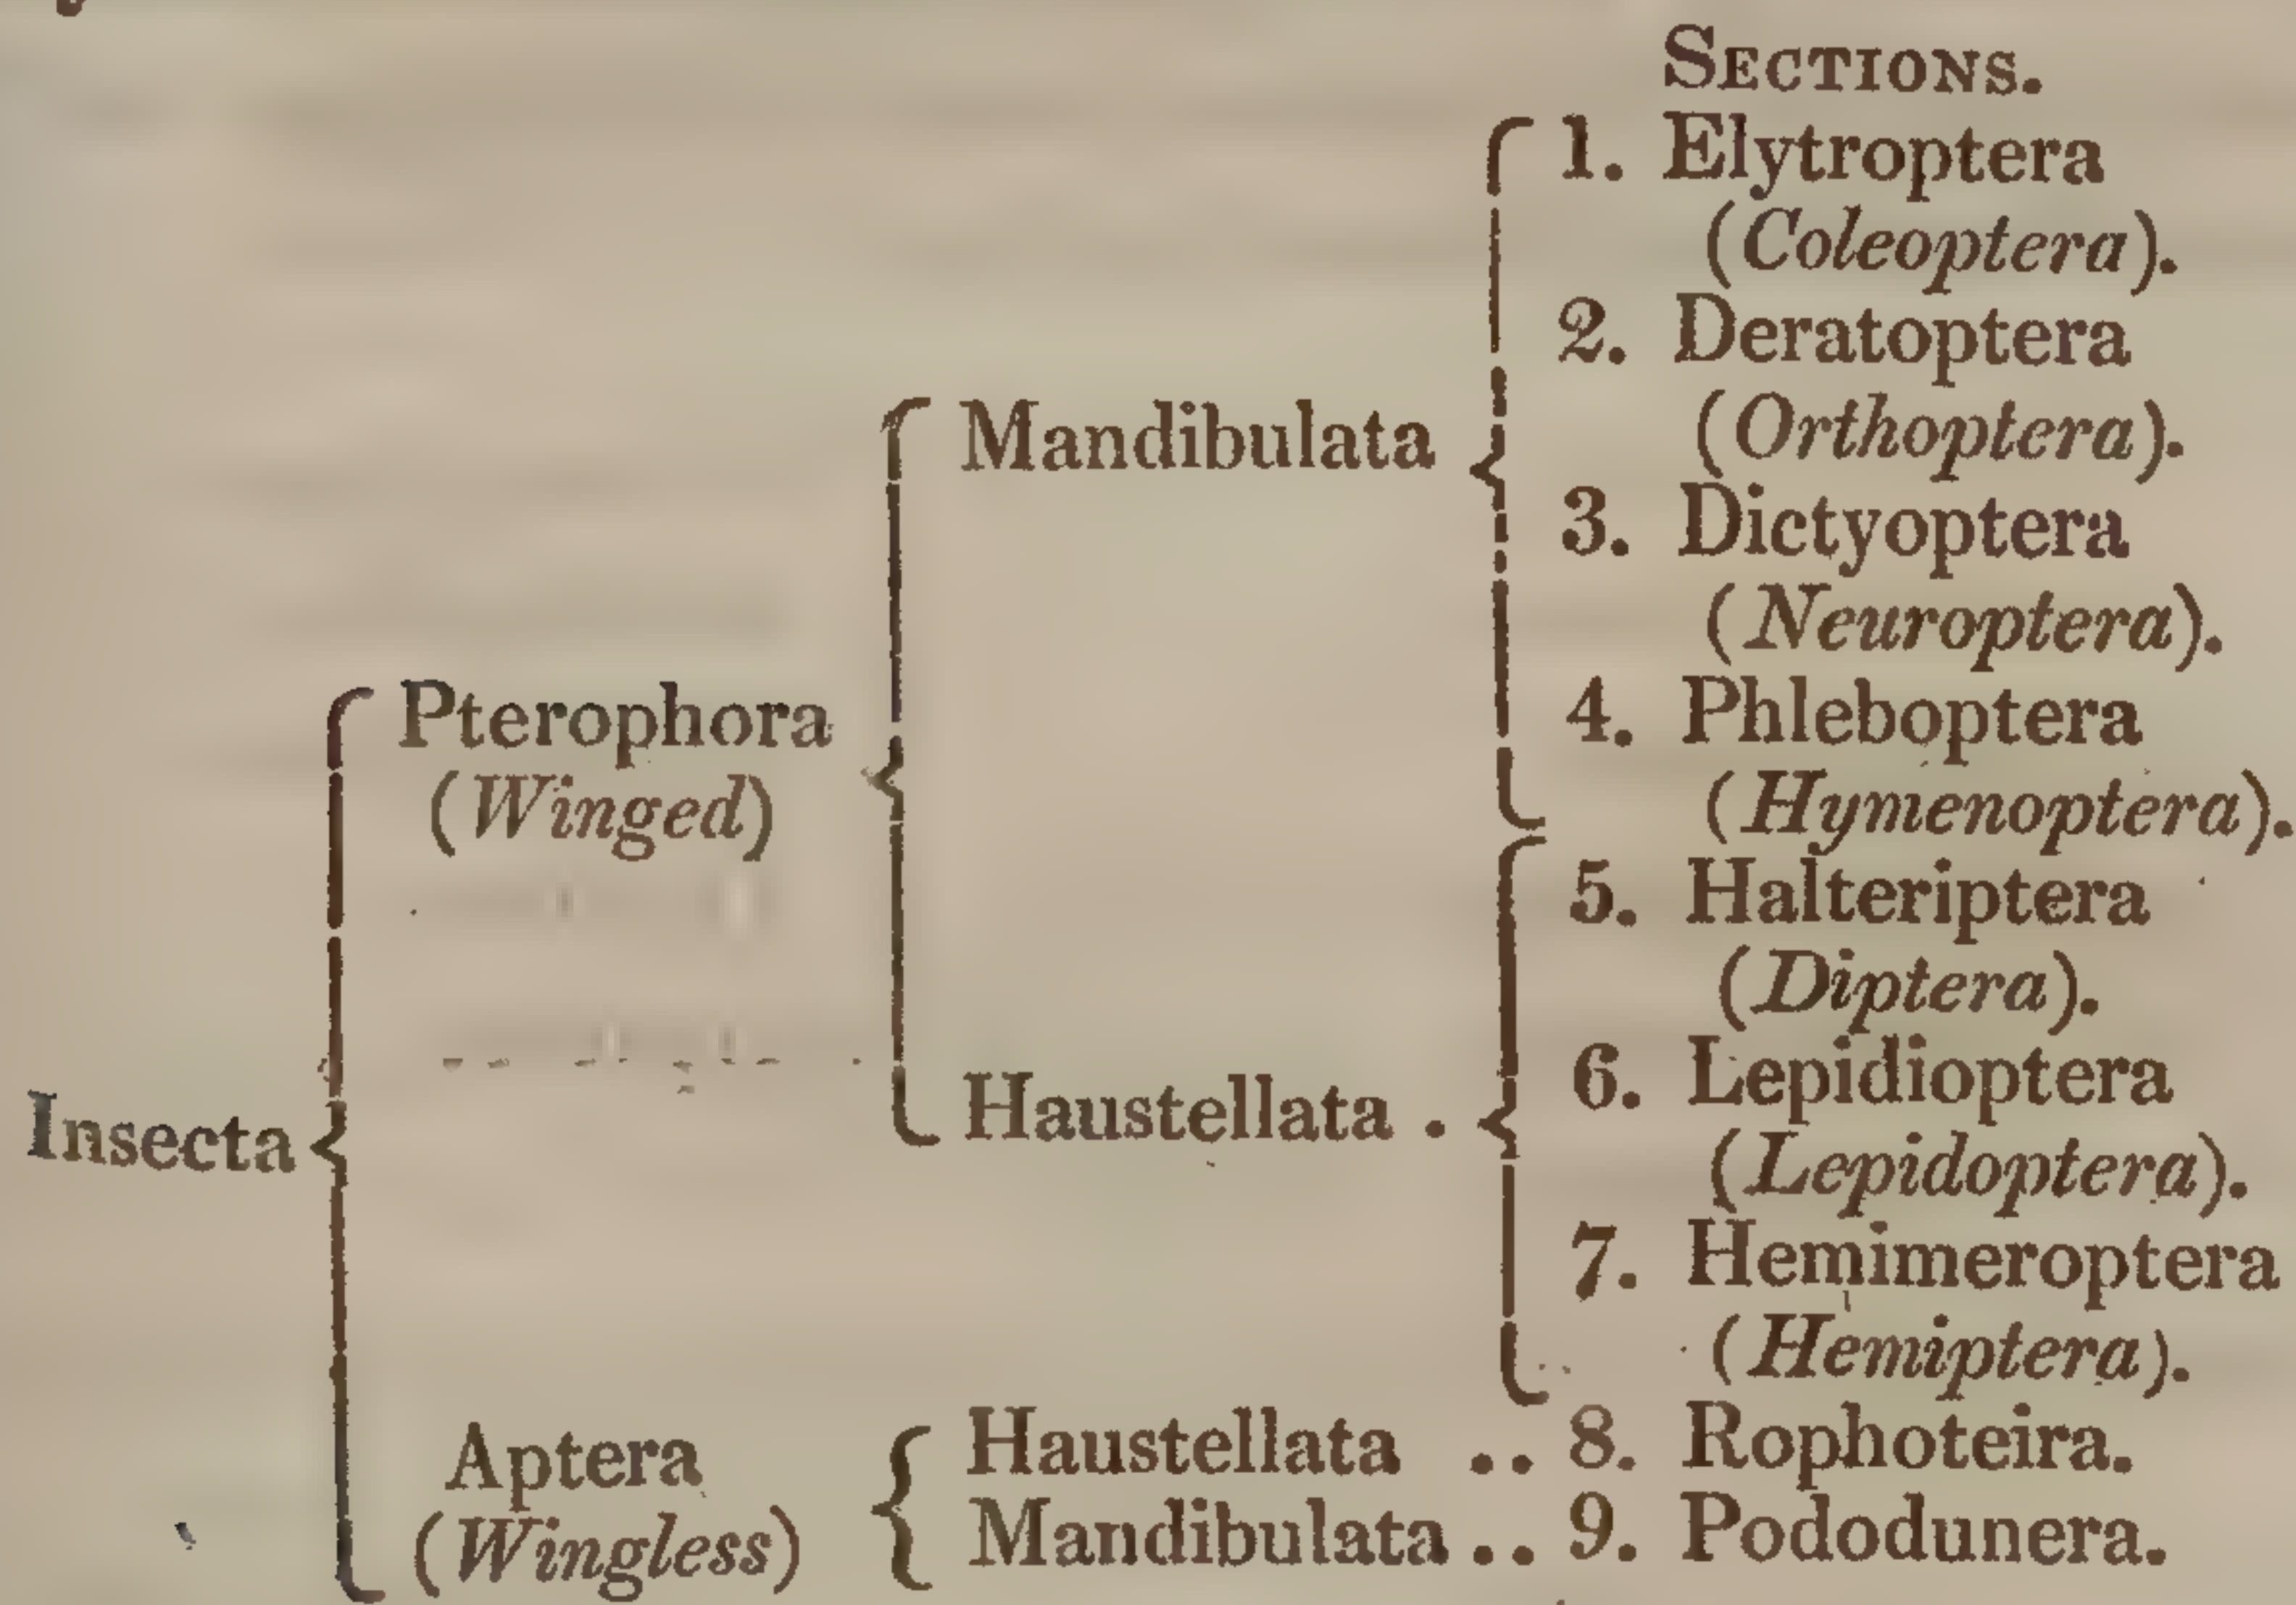 SECTIONS.
1. Elytroptera
(Coleoptera).
2. Deratoptera
(Orthoptera).
Mandibulata
3. Dictyoptera
(Neuroptera).
4. Phleboptera
(Hymenoptera).
Pterophora
(Winged)
5. Halteriptera
(Diptera).
6. Lepidioptera
(Lepidoptera).
Haustellata .
7. Hemimeroptera
(Hemiptera).
Insecta
Aptera
(Wingless)
Haustellata .. 8. Rophoteira.
Mandibulata .. 9. Pododunera.